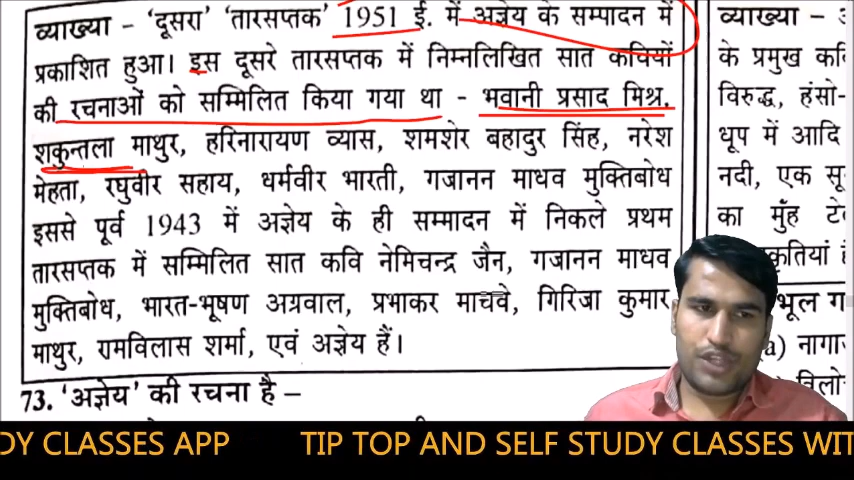 व्याख्या - 'दूसरा' 'तारसप्तक' 1951 ई. में अज्ञेय के सम्पादन में
प्रकाशित हुआ। इस दूसरे तारसप्तक में निम्नलिखित सात कवियों
की रचनाओं को सम्मिलित किया गया था - भवानी प्रसाद मिश्र,
शकुन्तला माथुर, हरिनारायण व्यास, शमशेर बहादुर सिंह, नरेश
मेहता, रघुवीर सहाय, धर्मवीर भारती, गजानन माधव मुक्तिबोध
इससे पूर्व 1943 में अज्ञेय के ही सम्पादन में निकले प्रथम
तारसप्तक में सम्मिलित सात कवि नेमिचन्द्र जैन, गजानन माधव
मुक्तिबोध, भारत-भूषण अग्रवाल, प्रभाकर माचवे, गिरिजा कुमार
माथुर, रामविलास शर्मा, एवं अज्ञेय हैं।
73. 'अज्ञेय' की रचना है –
व्याख्या –
के प्रमुख
विरुद्ध, हंसो
धूप में आदि
नदी, एक
का मुँह
भूल
(a)
DY CLASSES APP TIP TOP AND SELF STUDY CLASSES WIT